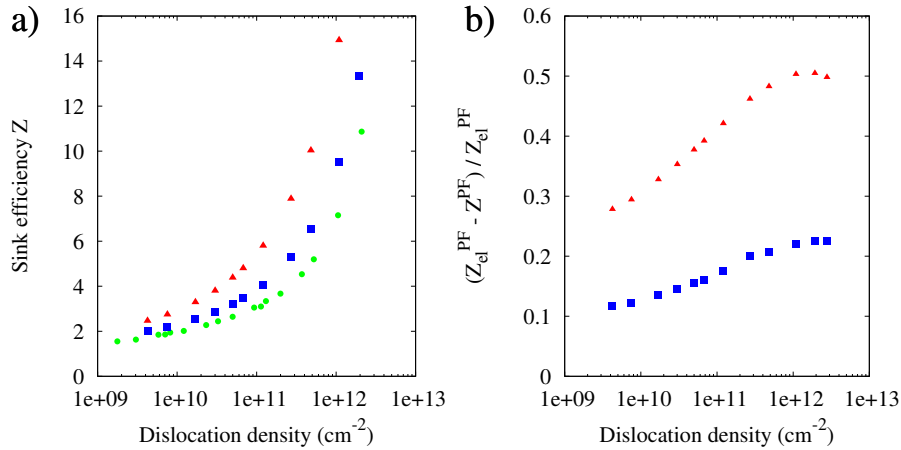 a)
Sink efficiency Z
16
14
12
10
8
6
4
2
0
1e+09 1e+10 1e+11 1e+12 1e+13
Dislocation density (cm⁻²)
b)
(Z_el^PF - Z^PF) / Z_el^PF
0.6
0.5
0.4
0.3
0.2
0.1
0
1e+09 1e+10 1e+11 1e+12 1e+13
Dislocation density (cm⁻²)